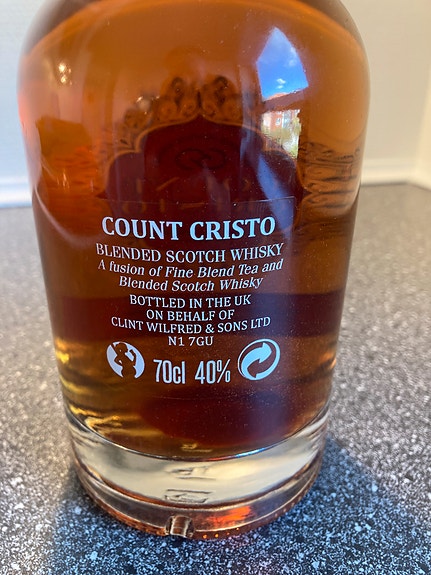 COUNT CRISTO
BLENDED SCOTCH WHISKY
A fusion of Fine Blend Tea and
Blended Scotch Whisky
BOTTLED IN THE UK
ON BEHALF OF
CLINT WILFRED & SONS LTD
N1 7GU
70cl 40%